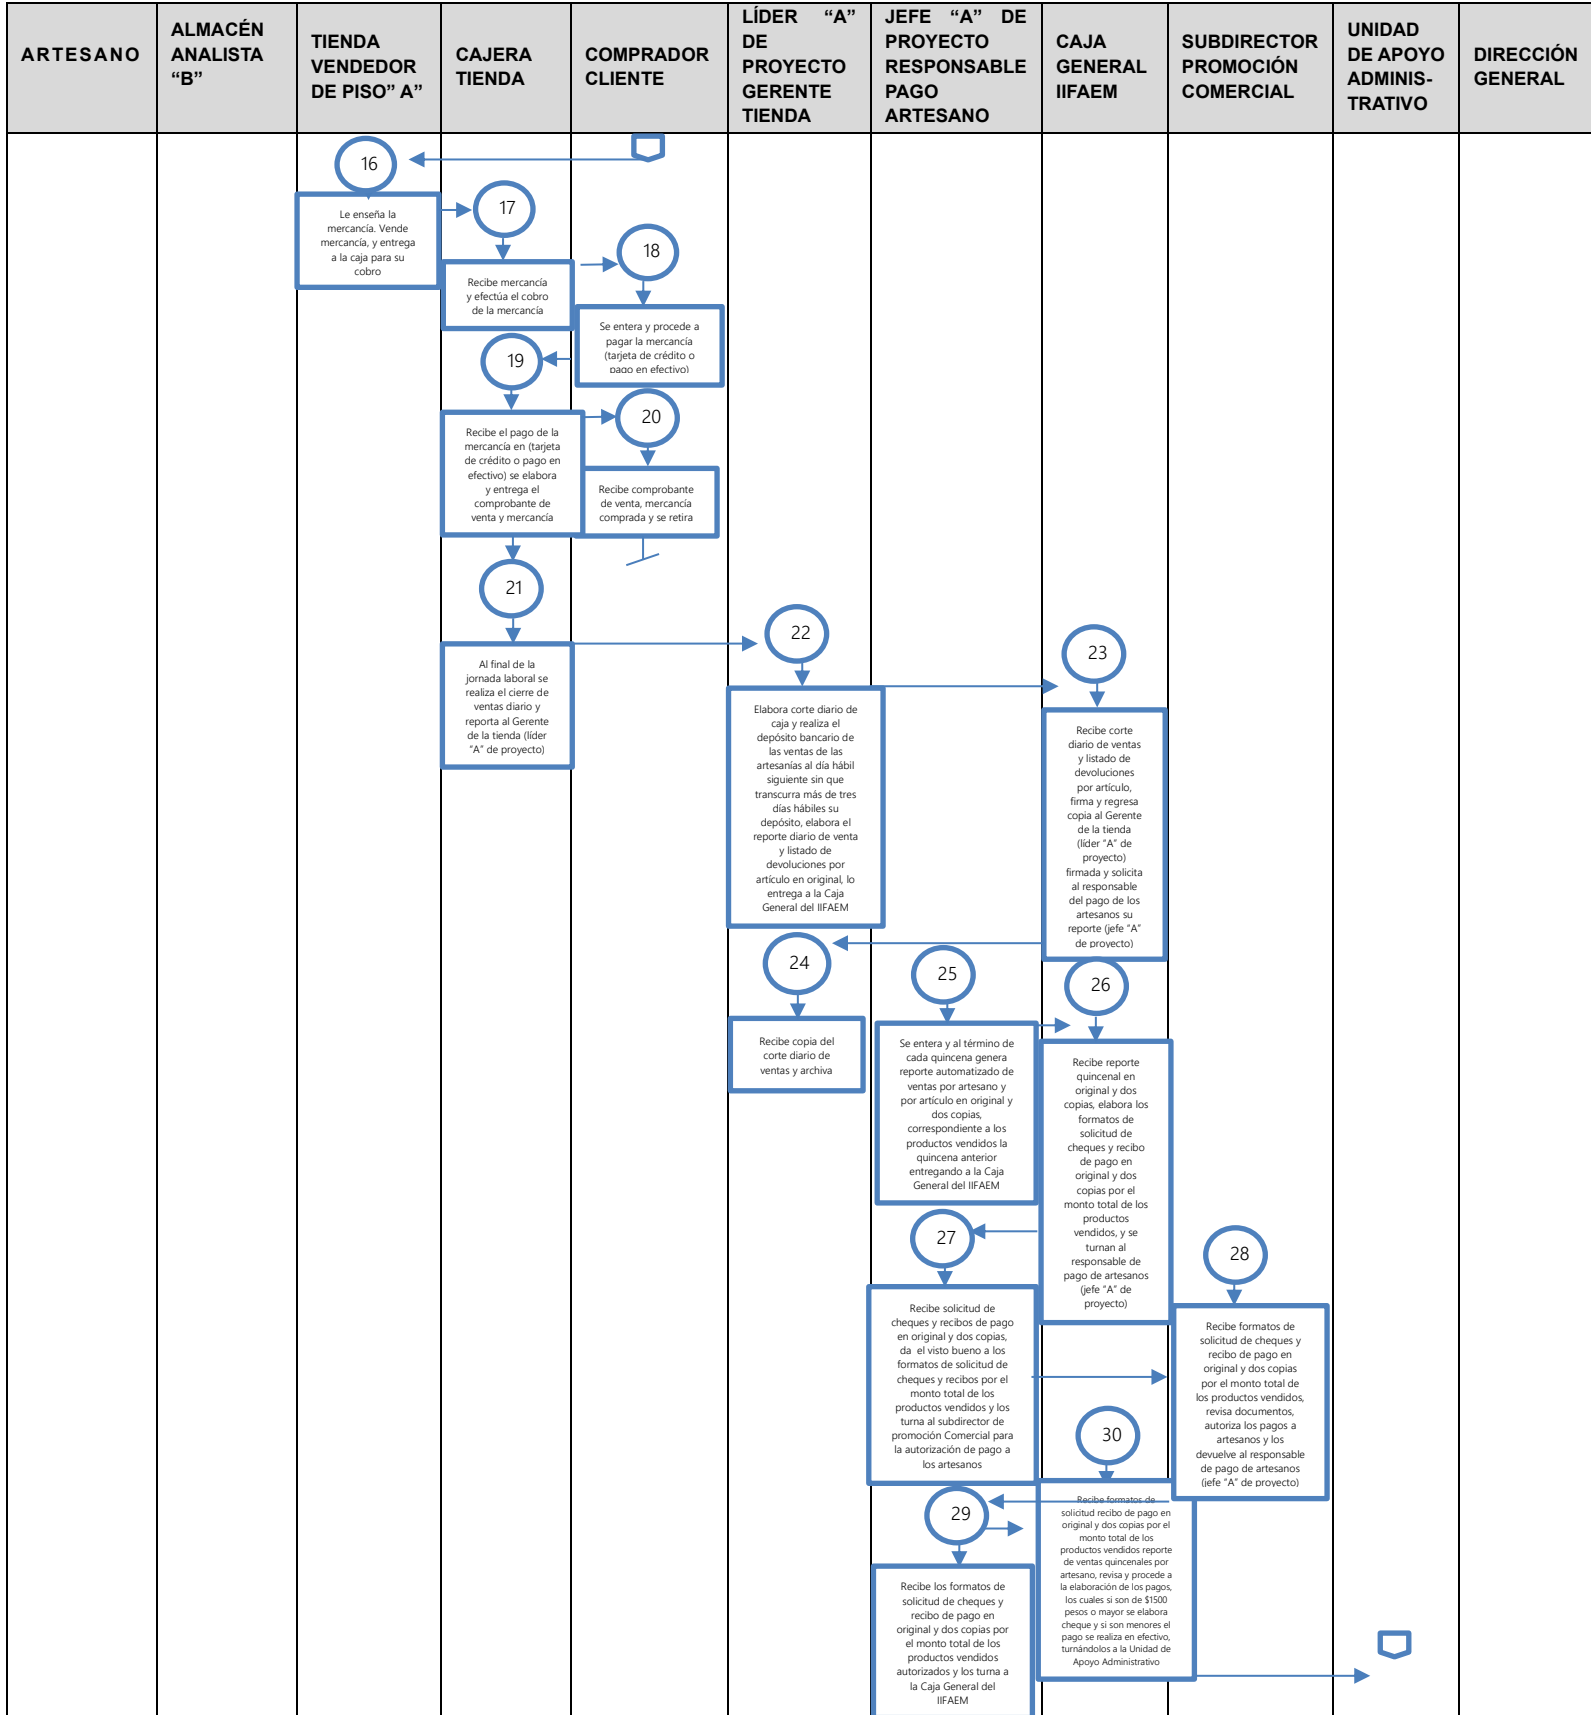 ARTESANO
ALMACÉN
ANALISTA
“B”
TIENDA
VENDEDOR
DE PISO” A”
CAJERA
TIENDA
COMPRADOR
CLIENTE
LÍDER “A”
DE
PROYECTO
GERENTE
TIENDA
JEFE “A” DE
PROYECTO
RESPONSABLE
PAGO
ARTESANO
CAJA
GENERAL
IIFAEM
SUBDIRECTOR
PROMOCIÓN
COMERCIAL
UNIDAD
DE APOYO
ADMINIS-
TRATIVO
DIRECCIÓN
GENERAL
16
Le enseña la
mercancía. Vende
mercancía, y entrega
a la caja para su
cobro
17
Recibe mercancía
y efectúa el cobro
de la mercancía
18
Se entera y procede a
pagar la mercancía
(tarjeta de crédito o
pago en efectivo)
19
Recibe el pago de la
mercancía en (tarjeta
de crédito o pago en
efectivo) se elabora
y entrega el
comprobante de
venta y mercancía
20
Recibe comprobante
de venta, mercancía
comprada y se retira
21
Al final de la
jornada laboral se
realiza el cierre de
ventas diario y
reporta al Gerente
de la tienda (líder
“A” de proyecto)
22
Elabora corte diario de
caja y realiza el
depósito bancario de
las ventas de las
artesanías al día hábil
siguiente sin que
transcurra más de tres
días hábiles su
depósito, elabora el
reporte diario de venta
y listado de
devoluciones por
artículo en original, lo
entrega a la Caja
General del IIFAEM
23
Recibe corte
diario de ventas
y listado de
devoluciones
por artículo,
firma y regresa
copia al Gerente
de la tienda
(líder “A” de
proyecto)
firmada y solicita
al responsable
del pago de los
artesanos su
reporte (jefe “A”
de proyecto)
24
Recibe copia del
corte diario de
ventas y archiva
25
Se entera y al término de
cada quincena genera
reporte automatizado de
ventas por artesano y
por artículo en original y
dos copias,
correspondiente a los
productos vendidos la
quincena anterior
entregando a la Caja
General del IIFAEM
26
Recibe reporte
quincenal en
original y dos
copias, elabora los
formatos de
solicitud de
cheques y recibo
de pago en
original y dos
copias por el
monto total de los
productos
vendidos, y se
turnan al
responsable de
pago de artesanos
(jefe “A” de
proyecto)
27
Recibe solicitud de
cheques y recibos de pago
en original y dos copias,
da el visto bueno a los
formatos de solicitud de
cheques y recibos por el
monto total de los
productos vendidos y los
turna al subdirector de
promoción Comercial para
la autorización de pago a
los artesanos
28
Recibe formatos de
solicitud de cheques y
recibo de pago en
original y dos copias
por el monto total de
los productos vendidos,
revisa documentos,
autoriza los pagos a
artesanos y los
devuelve al responsable
de pago de artesanos
(jefe “A” de proyecto)
29
Recibe los formatos de
solicitud de cheques y
recibo de pago en
original y dos copias por
el monto total de los
productos vendidos
autorizados y los turna a
la Caja General del
IIFAEM
30
Recibe formatos de
solicitud recibo de pago en
original y dos copias por el
monto total de los
productos vendidos reporte
de ventas quincenales por
artesano, revisa y procede a
la elaboración de los pagos,
los cuales si son de $1500
pesos o mayor se elabora
cheque y si son menores el
pago se realiza en efectivo,
turnándolos a la Unidad de
Apoyo Administrativo